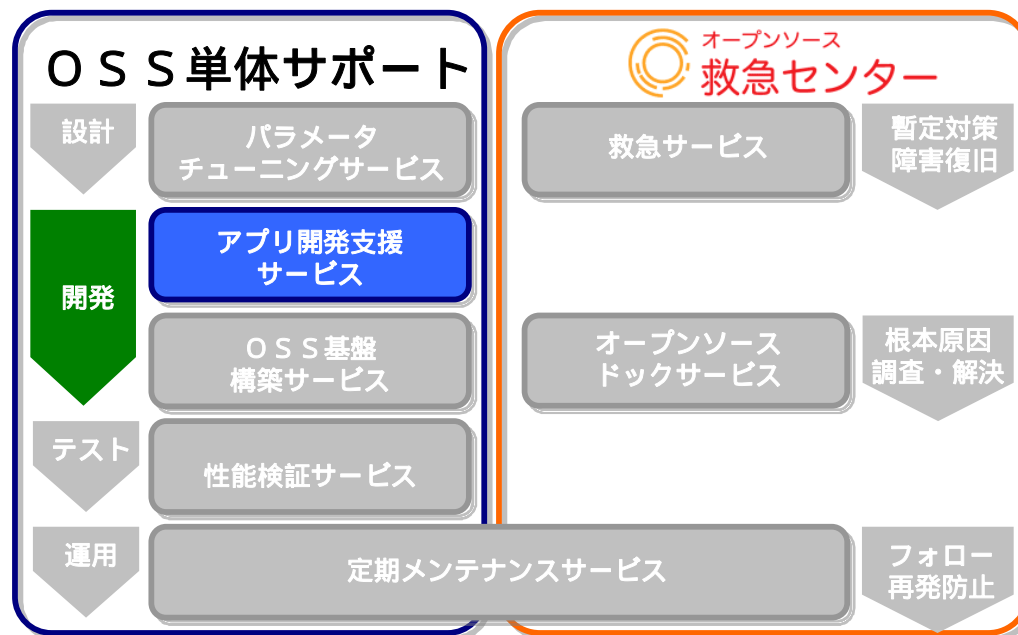 ＯＳＳ単体サポート
設計
パラメータ
チューニングサービス
開発
アプリ開発支援
サービス
ＯＳＳ基盤
構築サービス
テスト
性能検証サービス
運用
定期メンテナンスサービス
オープンソース
救急センター
救急サービス
暫定対策
障害復旧
オープンソース
ドックサービス
根本原因
調査・解決
フォロー
再発防止